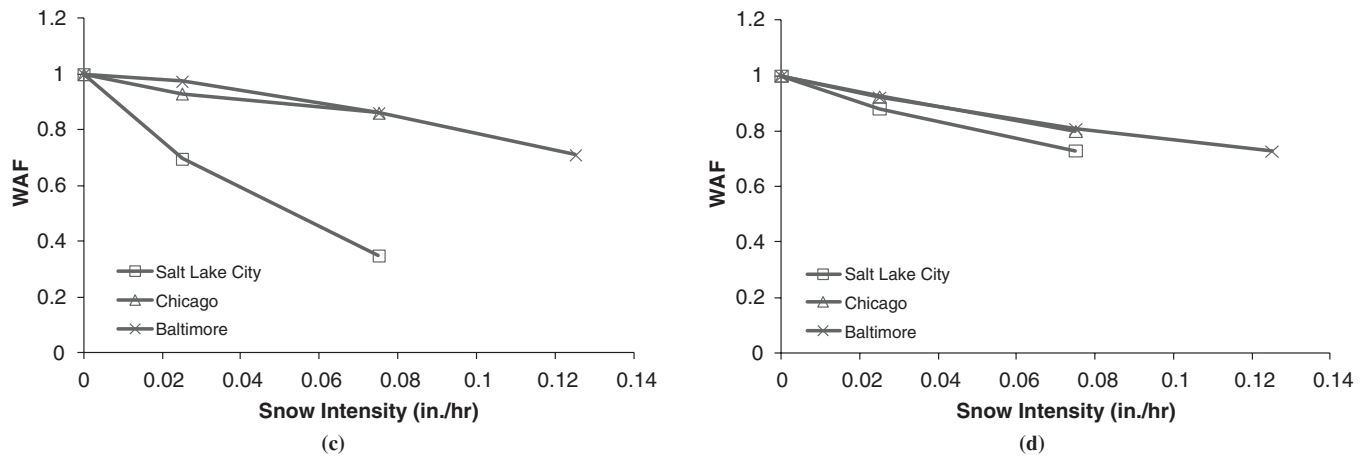 1.2
1
0.8
0.6
0.4
0.2
0
WAF
Salt Lake City
Chicago
Baltimore
0 0.02 0.04 0.06 0.08 0.1 0.12 0.14
Snow Intensity (in./hr)
(c)
1.2
1
0.8
0.6
0.4
0.2
0
WAF
Salt Lake City
Chicago
Baltimore
0 0.02 0.04 0.06 0.08 0.1 0.12 0.14
Snow Intensity (in./hr)
(d)